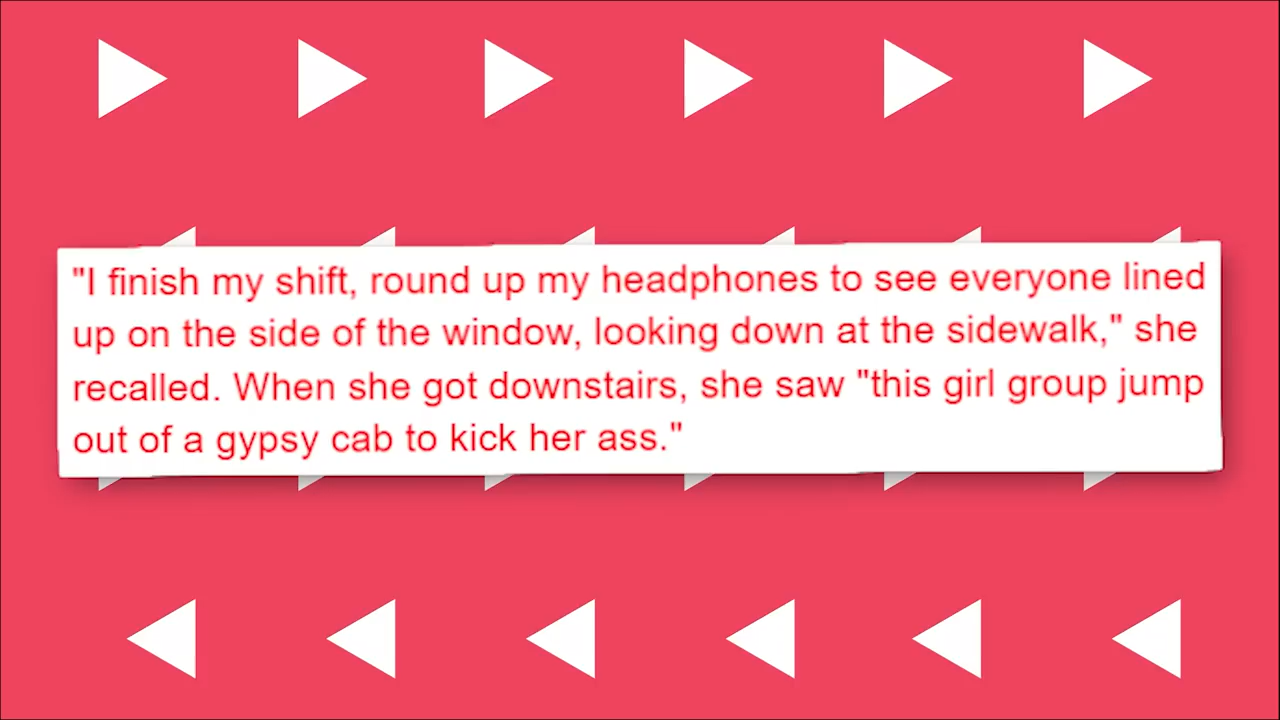 "I finish my shift, round up my headphones to see everyone lined
up on the side of the window, looking down at the sidewalk," she
recalled. When she got downstairs, she saw "this girl group jump
out of a gypsy cab to kick her ass."